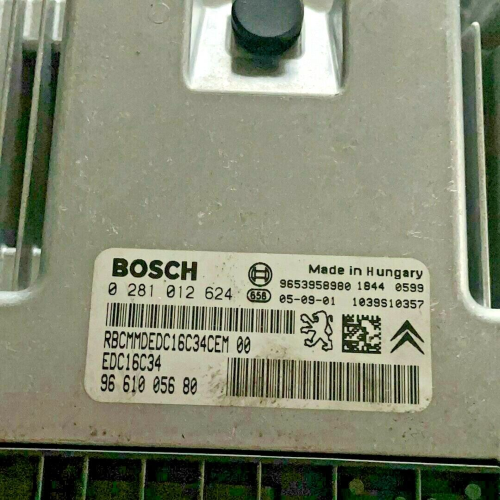 BOSCH
Made in Hungary
9653958980 1844 0599
0 281 012 624 658 05-09-01 1039S10357
RBCMMDEDC16C34CEM 00
EDC16C34
96 610 056 80